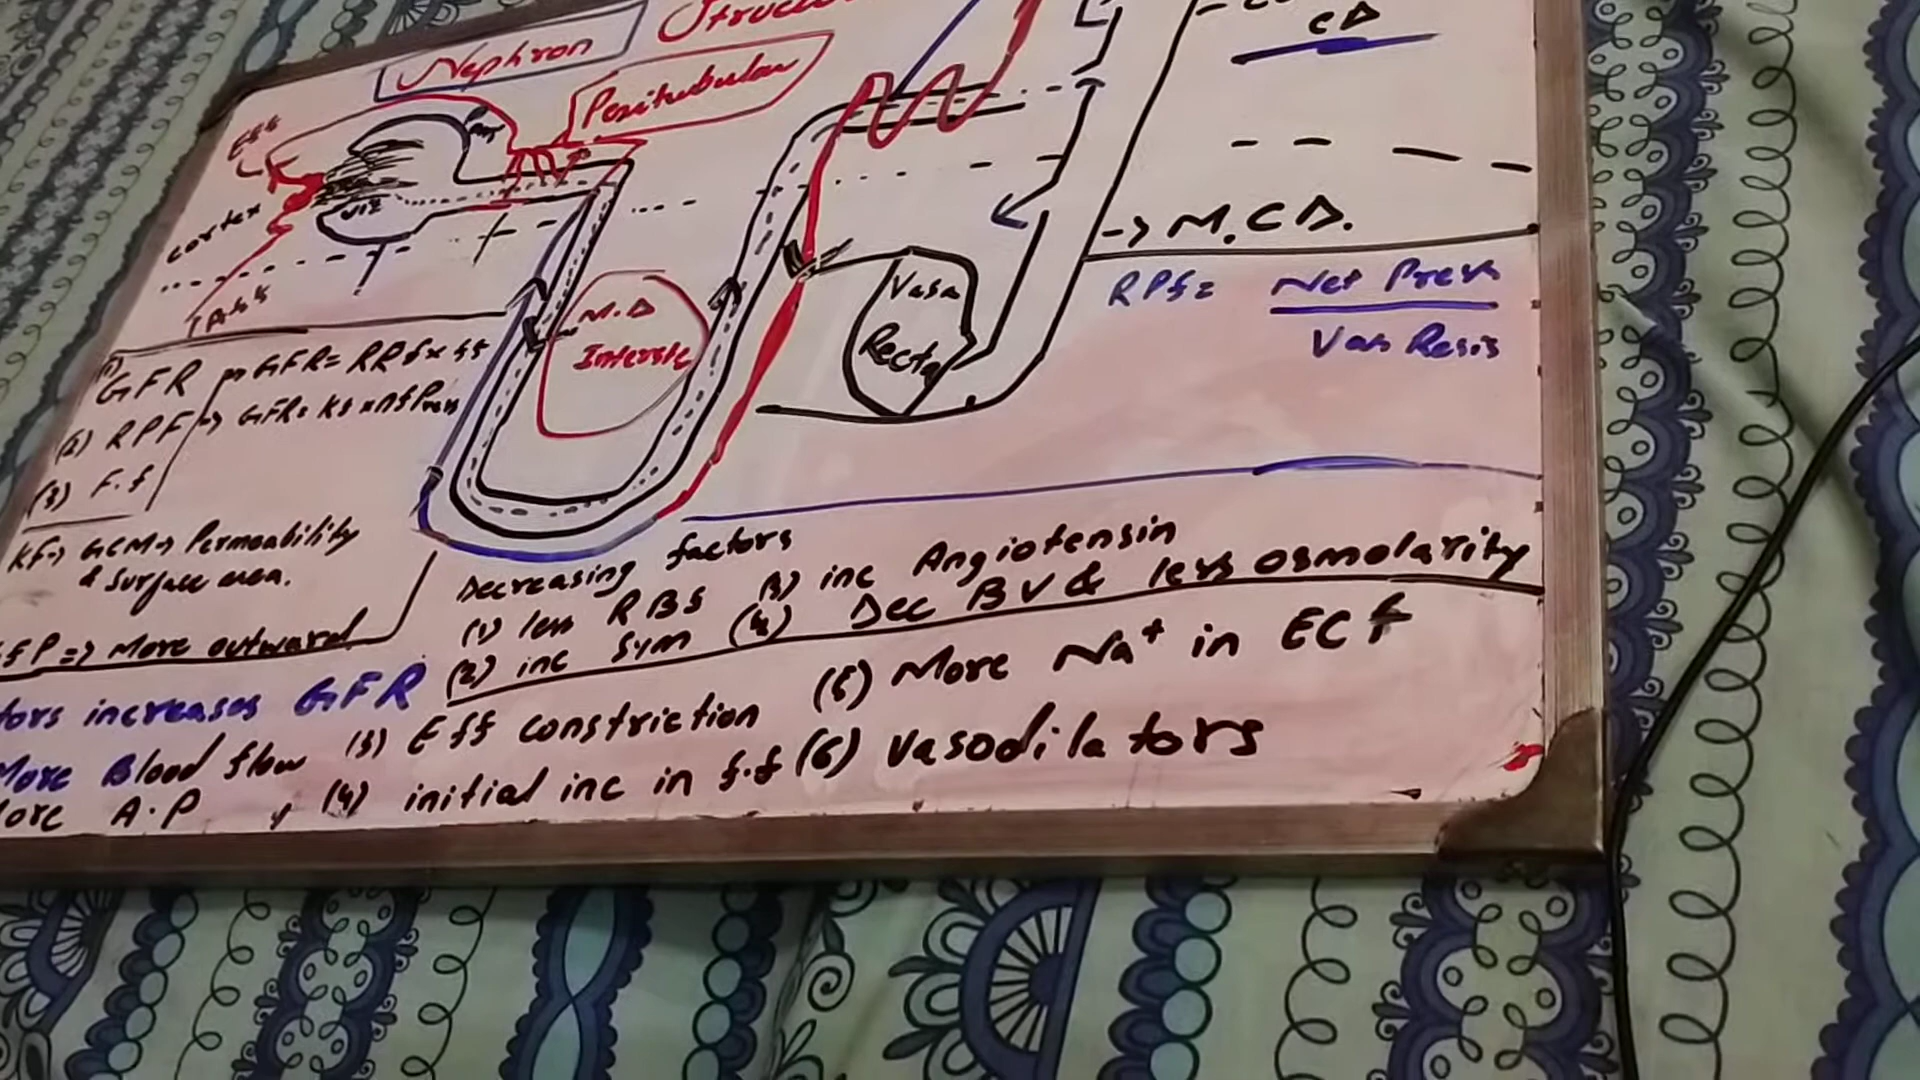 Nephron
Peritubular
Eff
cortex
Aff
CD
-> M.C.D.
RPf = Net Press
Vas Resis
M.D
Interstc
Vasa
Recta
(1) GFR -> GFR = RPf x ff
(2) RPF -> GFR = Kf x nf Press
(3) F.f
Kf -> GCM -> Permeability
& Surface area.
fP => More outward
Decreasing factors
(1) less RBf (3) inc Angiotensin
(2) inc sym (4) Dec BV & less osmolarity
tors increases GFR
More Blood flow (3) Eff constriction (5) More Na+ in ECf
More A.P , (4) initial inc in f.f (6) Vasodilators